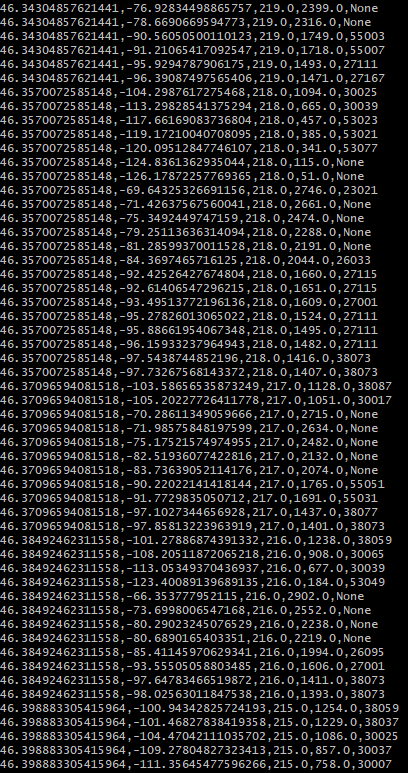 46.34304857621441,-76.92834498865757,219.0,2399.0,None
46.34304857621441,-78.6690669594773,219.0,2316.0,None
46.34304857621441,-90.56050500110123,219.0,1749.0,55003
46.34304857621441,-91.21065417092547,219.0,1718.0,55007
46.34304857621441,-95.9294787906175,219.0,1493.0,27111
46.34304857621441,-96.39087497565406,219.0,1471.0,27167
46.3570072585148,-104.2987617275468,218.0,1094.0,30025
46.3570072585148,-113.29828541375294,218.0,665.0,30039
46.3570072585148,-117.66169083736804,218.0,457.0,53023
46.3570072585148,-119.17210040708095,218.0,385.0,53021
46.3570072585148,-120.09512847746107,218.0,341.0,53077
46.3570072585148,-124.8361362935044,218.0,115.0,None
46.3570072585148,-126.17872257769365,218.0,51.0,None
46.3570072585148,-69.64325326691156,218.0,2746.0,23021
46.3570072585148,-71.42637567560041,218.0,2661.0,None
46.3570072585148,-75.3492449747159,218.0,2474.0,None
46.3570072585148,-79.25113636314094,218.0,2288.0,None
46.3570072585148,-81.28599370011528,218.0,2191.0,None
46.3570072585148,-84.3697465716125,218.0,2044.0,26033
46.3570072585148,-92.42526427674804,218.0,1660.0,27115
46.3570072585148,-92.61406547296215,218.0,1651.0,27115
46.3570072585148,-93.49513772196136,218.0,1609.0,27001
46.3570072585148,-95.27826013065022,218.0,1524.0,27111
46.3570072585148,-95.88661954067348,218.0,1495.0,27111
46.3570072585148,-96.15933237964943,218.0,1482.0,27111
46.3570072585148,-97.5438744852196,218.0,1416.0,38073
46.3570072585148,-97.73267568143372,218.0,1407.0,38073
46.37096594081518,-103.58656535873249,217.0,1128.0,38087
46.37096594081518,-105.20227726411778,217.0,1051.0,30017
46.37096594081518,-70.28611349059666,217.0,2715.0,None
46.37096594081518,-71.98575848197599,217.0,2634.0,None
46.37096594081518,-75.17521574974955,217.0,2482.0,None
46.37096594081518,-82.51936077422816,217.0,2132.0,None
46.37096594081518,-83.73639052114176,217.0,2074.0,None
46.37096594081518,-90.22022141418144,217.0,1765.0,55051
46.37096594081518,-91.7729835050712,217.0,1691.0,55031
46.37096594081518,-97.1027344656928,217.0,1437.0,38077
46.37096594081518,-97.85813223963919,217.0,1401.0,38073
46.38492462311558,-101.27886874391332,216.0,1238.0,38059
46.38492462311558,-108.20511872065218,216.0,908.0,30065
46.38492462311558,-113.05349370436937,216.0,677.0,30039
46.38492462311558,-123.40089139689135,216.0,184.0,53049
46.38492462311558,-66.353777952115,216.0,2902.0,None
46.38492462311558,-73.6998006547168,216.0,2552.0,None
46.38492462311558,-80.29023245076529,216.0,2238.0,None
46.38492462311558,-80.6890165403351,216.0,2219.0,None
46.38492462311558,-85.41145970629341,216.0,1994.0,26095
46.38492462311558,-93.55505058803485,216.0,1606.0,27001
46.38492462311558,-97.64783466519872,216.0,1411.0,38073
46.38492462311558,-98.02563011847538,216.0,1393.0,38073
46.398883305415964,-100.94342825724193,215.0,1254.0,38059
46.398883305415964,-101.46827838419358,215.0,1229.0,38037
46.398883305415964,-104.47042111035702,215.0,1086.0,30025
46.398883305415964,-109.27804827323413,215.0,857.0,30037
46.398883305415964,-111.35645477596266,215.0,758.0,30007